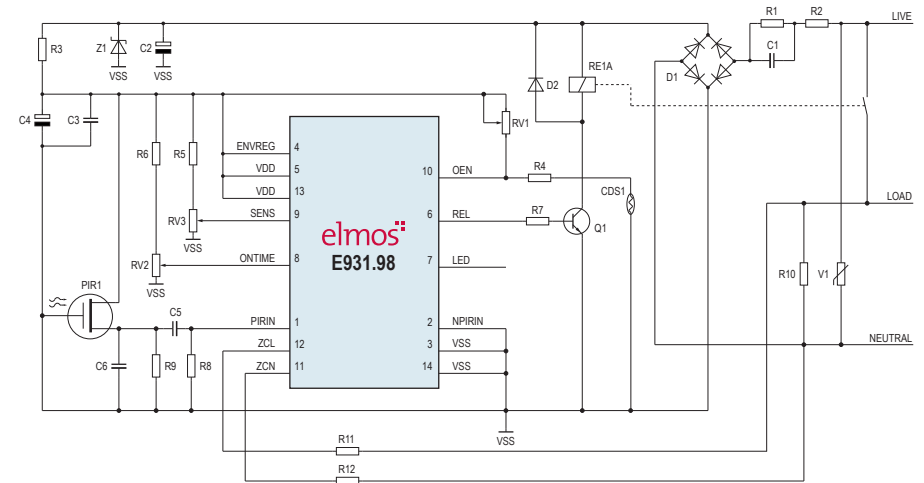 R1
R2
LIVE
R3
Z1
C2
C1
VSS
VSS
D2
RE1A
D1
C4
C3
RV1
R6
R5
ENVREG
4
VDD
5
10
OEN
R4
VDD
13
CDS1
LOAD
RV3
SENS
9
6
REL
R7
Q1
elmos
VSS
E931.98
RV2
ONTIME
8
7
LED
R10
V1
VSS
PIR1
C5
PIRIN
1
2
NPIRIN
NEUTRAL
ZCL
12
3
VSS
C6
R9
R8
ZCN
11
14
VSS
R11
VSS
R12